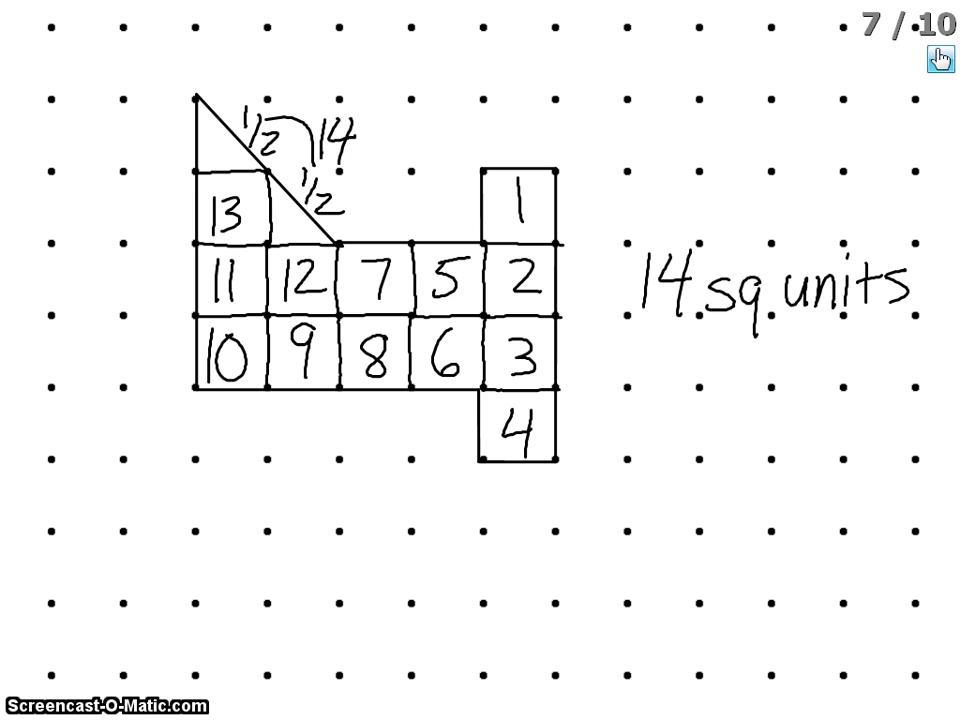 7 / 10
1/2 14
1/2
13 1
11 12 7 5 2
14 sq units
10 9 8 6 3
4
Screencast-O-Matic.com